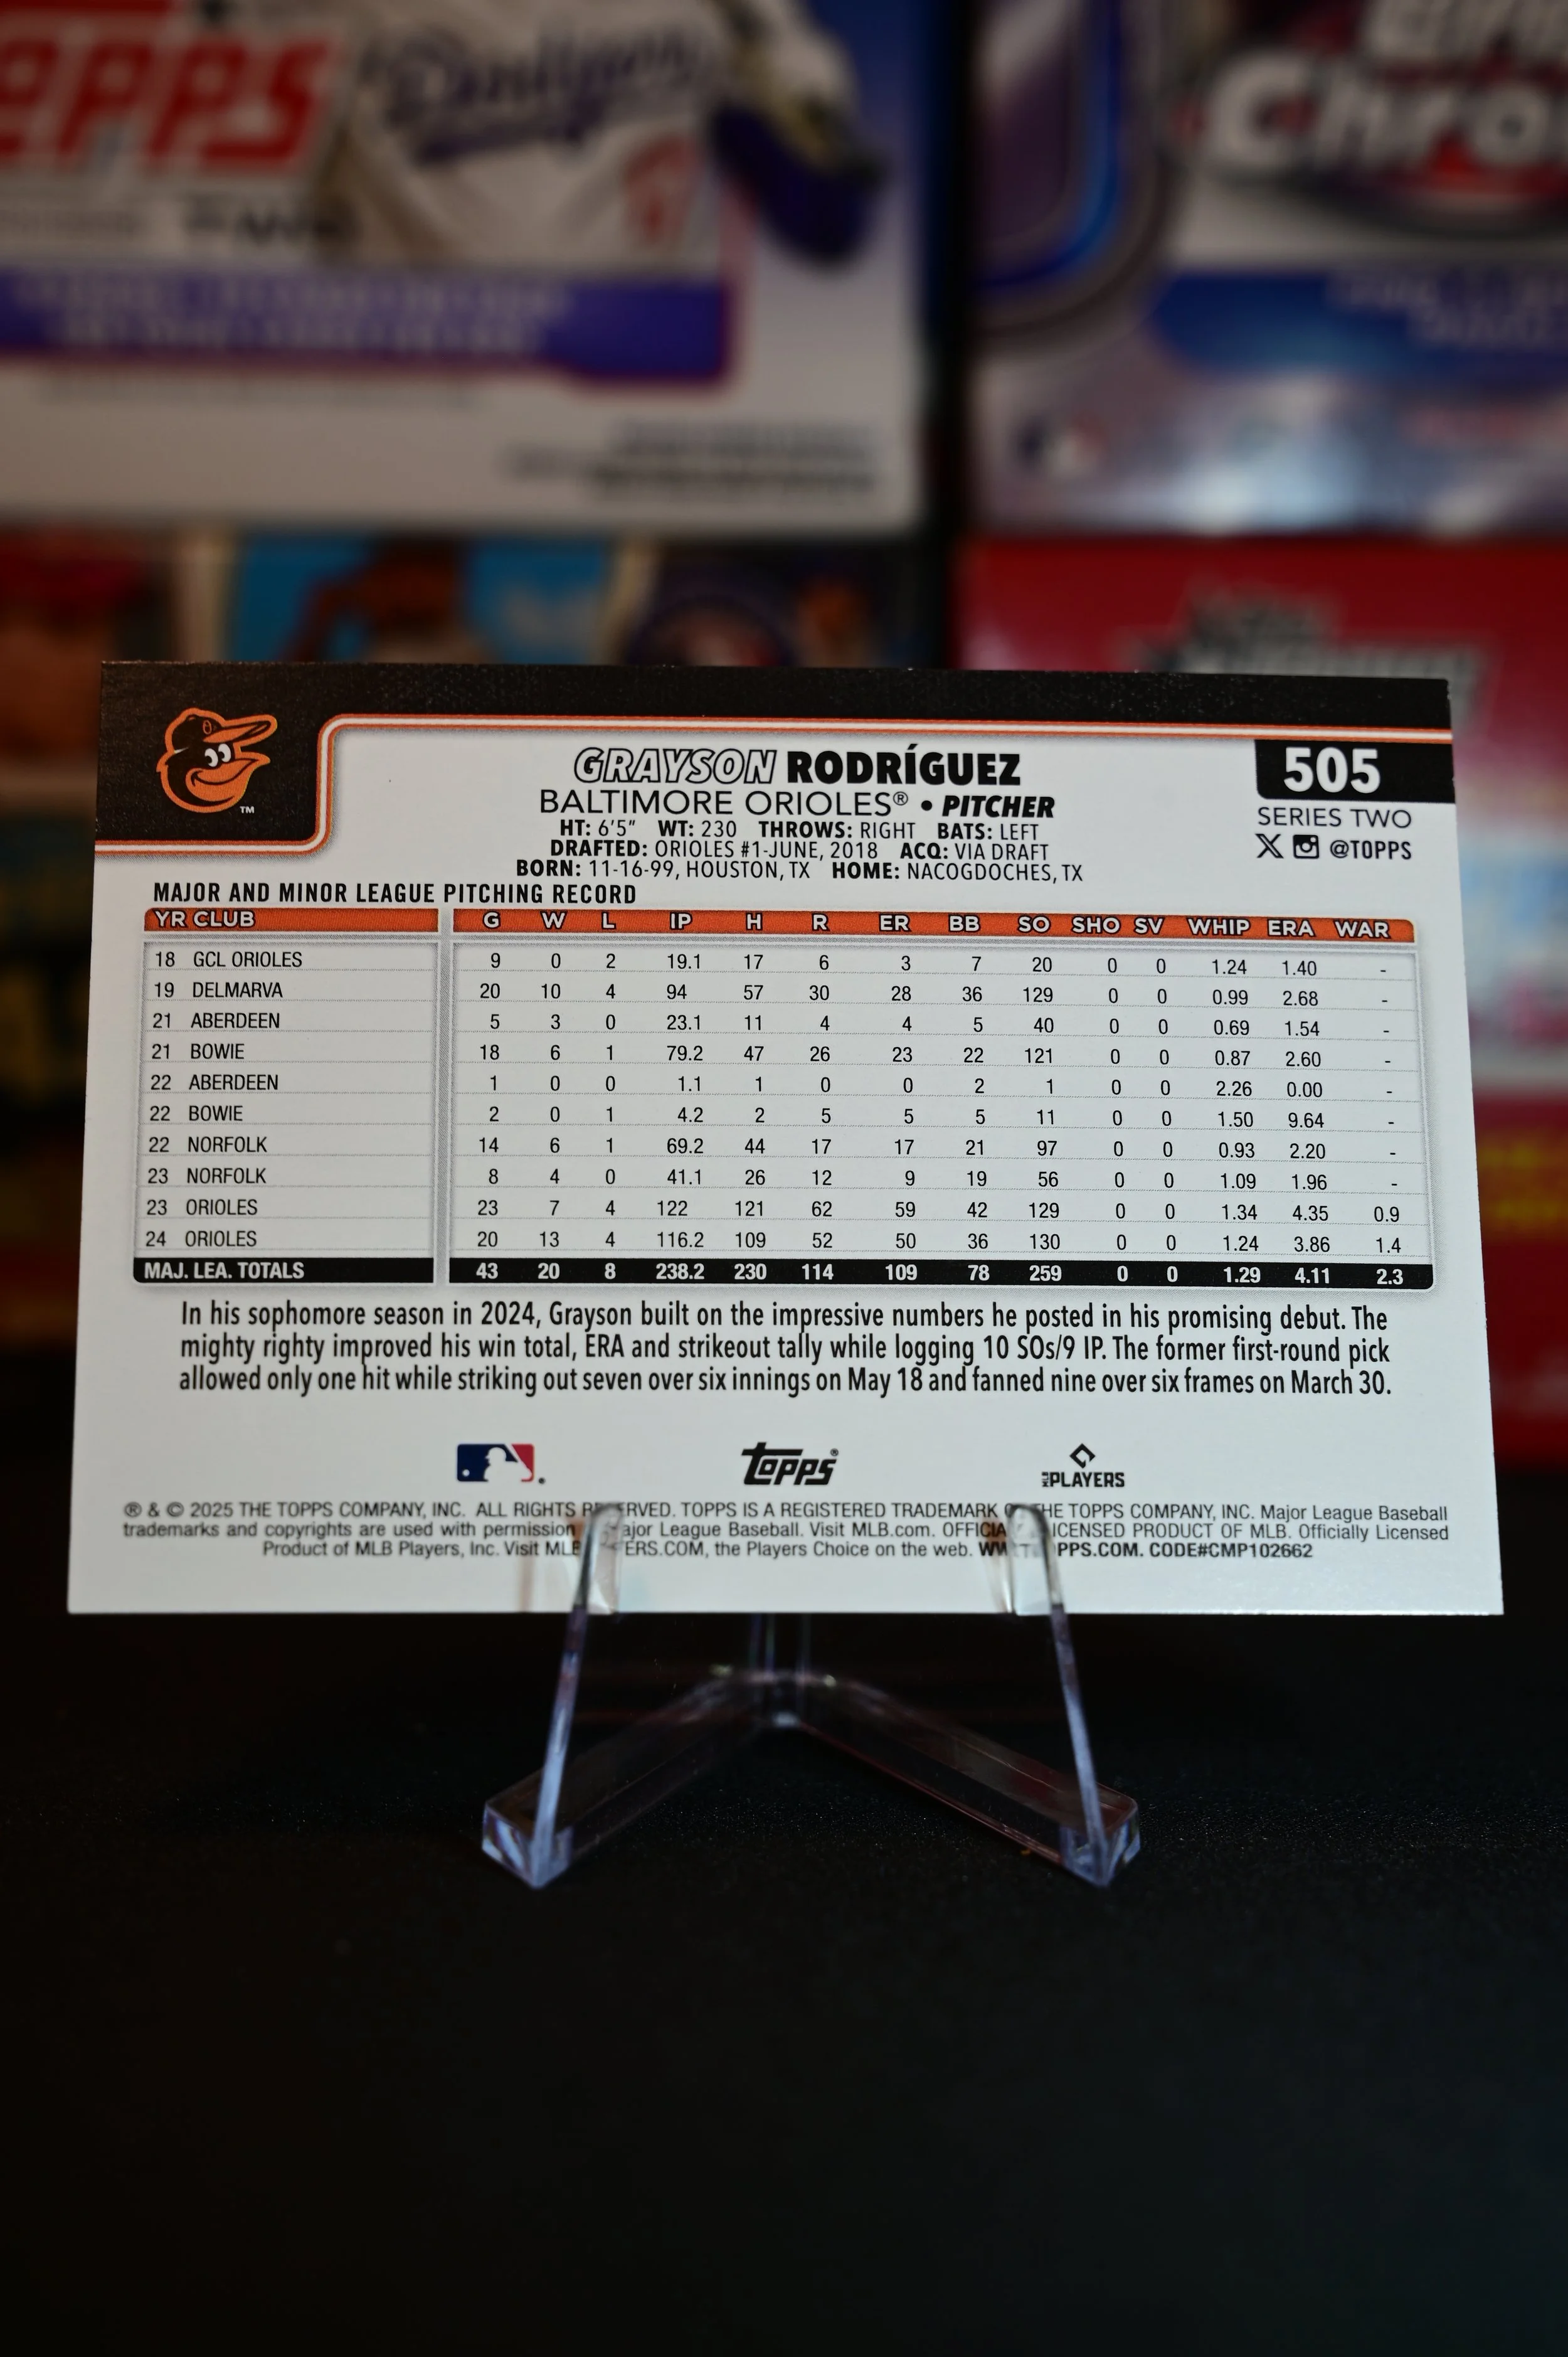 Dodgers
GRAYSON RODRÍGUEZ
BALTIMORE ORIOLES® • PITCHER
HT: 6'5" WT: 230 THROWS: RIGHT BATS: LEFT
DRAFTED: ORIOLES #1-JUNE, 2018 ACQ: VIA DRAFT
BORN: 11-16-99, HOUSTON, TX HOME: NACOGDOCHES, TX
505
SERIES TWO
@TOPPS
TM
MAJOR AND MINOR LEAGUE PITCHING RECORD
YR CLUB G W L IP H R ER BB SO SHO SV WHIP ERA WAR
18 GCL ORIOLES 9 0 2 19.1 17 6 3 7 20 0 0 1.24 1.40 -
19 DELMARVA 20 10 4 94 57 30 28 36 129 0 0 0.99 2.68 -
21 ABERDEEN 5 3 0 23.1 11 4 4 5 40 0 0 0.69 1.54 -
21 BOWIE 18 6 1 79.2 47 26 23 22 121 0 0 0.87 2.60 -
22 ABERDEEN 1 0 0 1.1 1 0 0 2 1 0 0 2.26 0.00 -
22 BOWIE 2 0 1 4.2 2 5 5 5 11 0 0 1.50 9.64 -
22 NORFOLK 14 6 1 69.2 44 17 17 21 97 0 0 0.93 2.20 -
23 NORFOLK 8 4 0 41.1 26 12 9 19 56 0 0 1.09 1.96 -
23 ORIOLES 23 7 4 122 121 62 59 42 129 0 0 1.34 4.35 0.9
24 ORIOLES 20 13 4 116.2 109 52 50 36 130 0 0 1.24 3.86 1.4
MAJ. LEA. TOTALS 43 20 8 238.2 230 114 109 78 259 0 0 1.29 4.11 2.3
In his sophomore season in 2024, Grayson built on the impressive numbers he posted in his promising debut. The
mighty righty improved his win total, ERA and strikeout tally while logging 10 SOs/9 IP. The former first-round pick
allowed only one hit while striking out seven over six innings on May 18 and fanned nine over six frames on March 30.
Topps® MLB PLAYERS
® & © 2025 THE TOPPS COMPANY, INC. ALL RIGHTS RESERVED. TOPPS IS A REGISTERED TRADEMARK OF THE TOPPS COMPANY, INC. Major League Baseball
trademarks and copyrights are used with permission Major League Baseball. Visit MLB.com. OFFICIAL LICENSED PRODUCT OF MLB. Officially Licensed
Product of MLB Players, Inc. Visit ERS.COM, the Players Choice on the web. WWW.TOPPS.COM. CODE#CMP102662